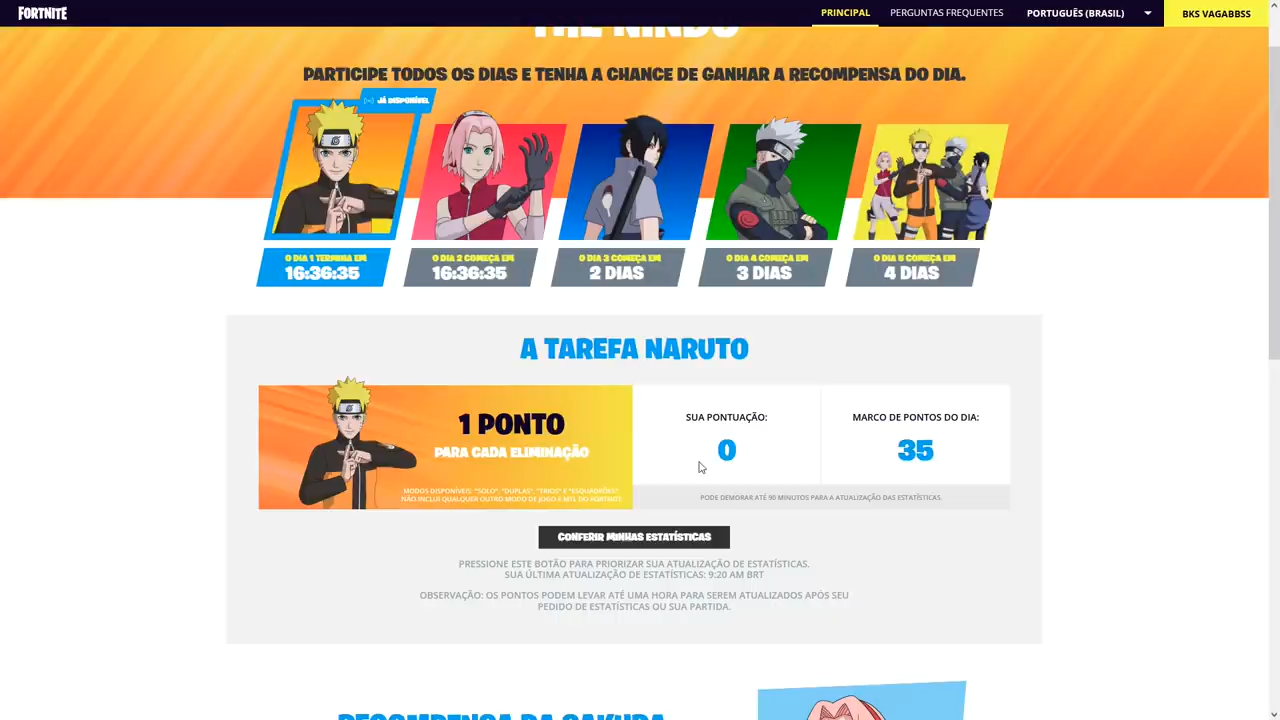 FORTNITE
PRINCIPAL
PERGUNTAS FREQUENTES
PORTUGUÊS (BRASIL)
BKS VAGABBSS
THE NINDO
PARTICIPE TODOS OS DIAS E TENHA A CHANCE DE GANHAR A RECOMPENSA DO DIA.
JÁ DISPONÍVEL
O DIA 1 TERMINA EM
16:36:35
O DIA 2 COMEÇA EM
16:36:35
O DIA 3 COMEÇA EM
2 DIAS
O DIA 4 COMEÇA EM
3 DIAS
O DIA 5 COMEÇA EM
4 DIAS
A TAREFA NARUTO
1 PONTO
PARA CADA ELIMINAÇÃO
MODOS DISPONÍVEIS: "SOLO", "DUPLAS", "TRIOS" E "ESQUADRÕES".
NÃO INCLUI QUALQUER OUTRO MODO DE JOGO E MTL DO FORTNITE
SUA PONTUAÇÃO:
0
MARCO DE PONTOS DO DIA:
35
PODE DEMORAR ATÉ 90 MINUTOS PARA A ATUALIZAÇÃO DAS ESTATÍSTICAS.
CONFERIR MINHAS ESTATÍSTICAS
PRESSIONE ESTE BOTÃO PARA PRIORIZAR SUA ATUALIZAÇÃO DE ESTATÍSTICAS.
SUA ÚLTIMA ATUALIZAÇÃO DE ESTATÍSTICAS: 9:20 AM BRT
OBSERVAÇÃO: OS PONTOS PODEM LEVAR ATÉ UMA HORA PARA SEREM ATUALIZADOS APÓS SEU
PEDIDO DE ESTATÍSTICAS OU SUA PARTIDA.
RECOMPENSA DA SAKURA